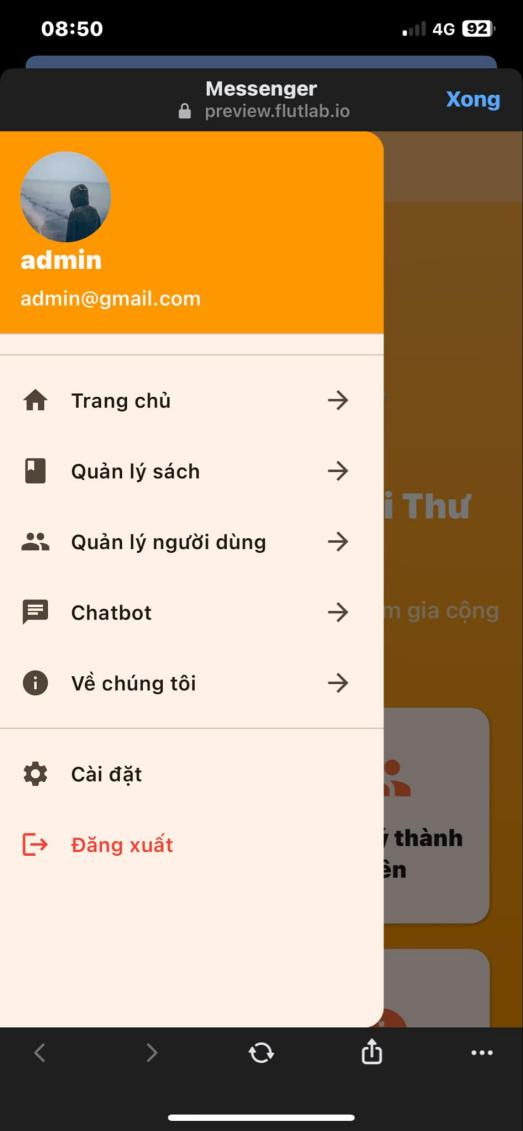 08:50
4G 92
Messenger
preview.flutlab.io
Xong
admin
admin@gmail.com
Trang chủ
Quản lý sách
i Thư
Quản lý người dùng
Chatbot
gia cộng
Về chúng tôi
Cài đặt
thành
Đăng xuất